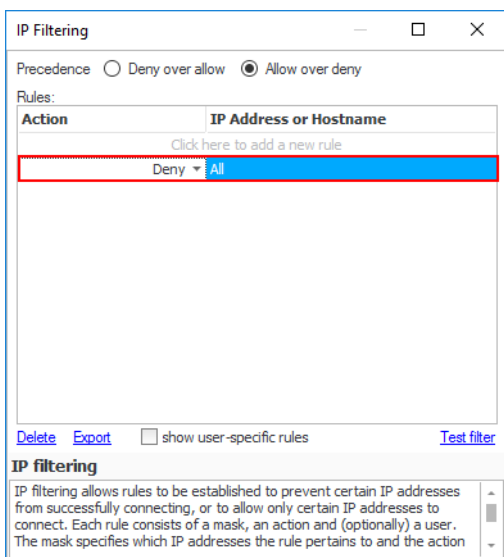 IP Filtering
Precedence Deny over allow Allow over deny
Rules:
Action IP Address or Hostname
Click here to add a new rule
Deny All
Delete Export show user-specific rules Test filter
IP filtering
IP filtering allows rules to be established to prevent certain IP addresses
from successfully connecting, or to allow only certain IP addresses to
connect. Each rule consists of a mask, an action and (optionally) a user.
The mask specifies which IP addresses the rule pertains to and the action